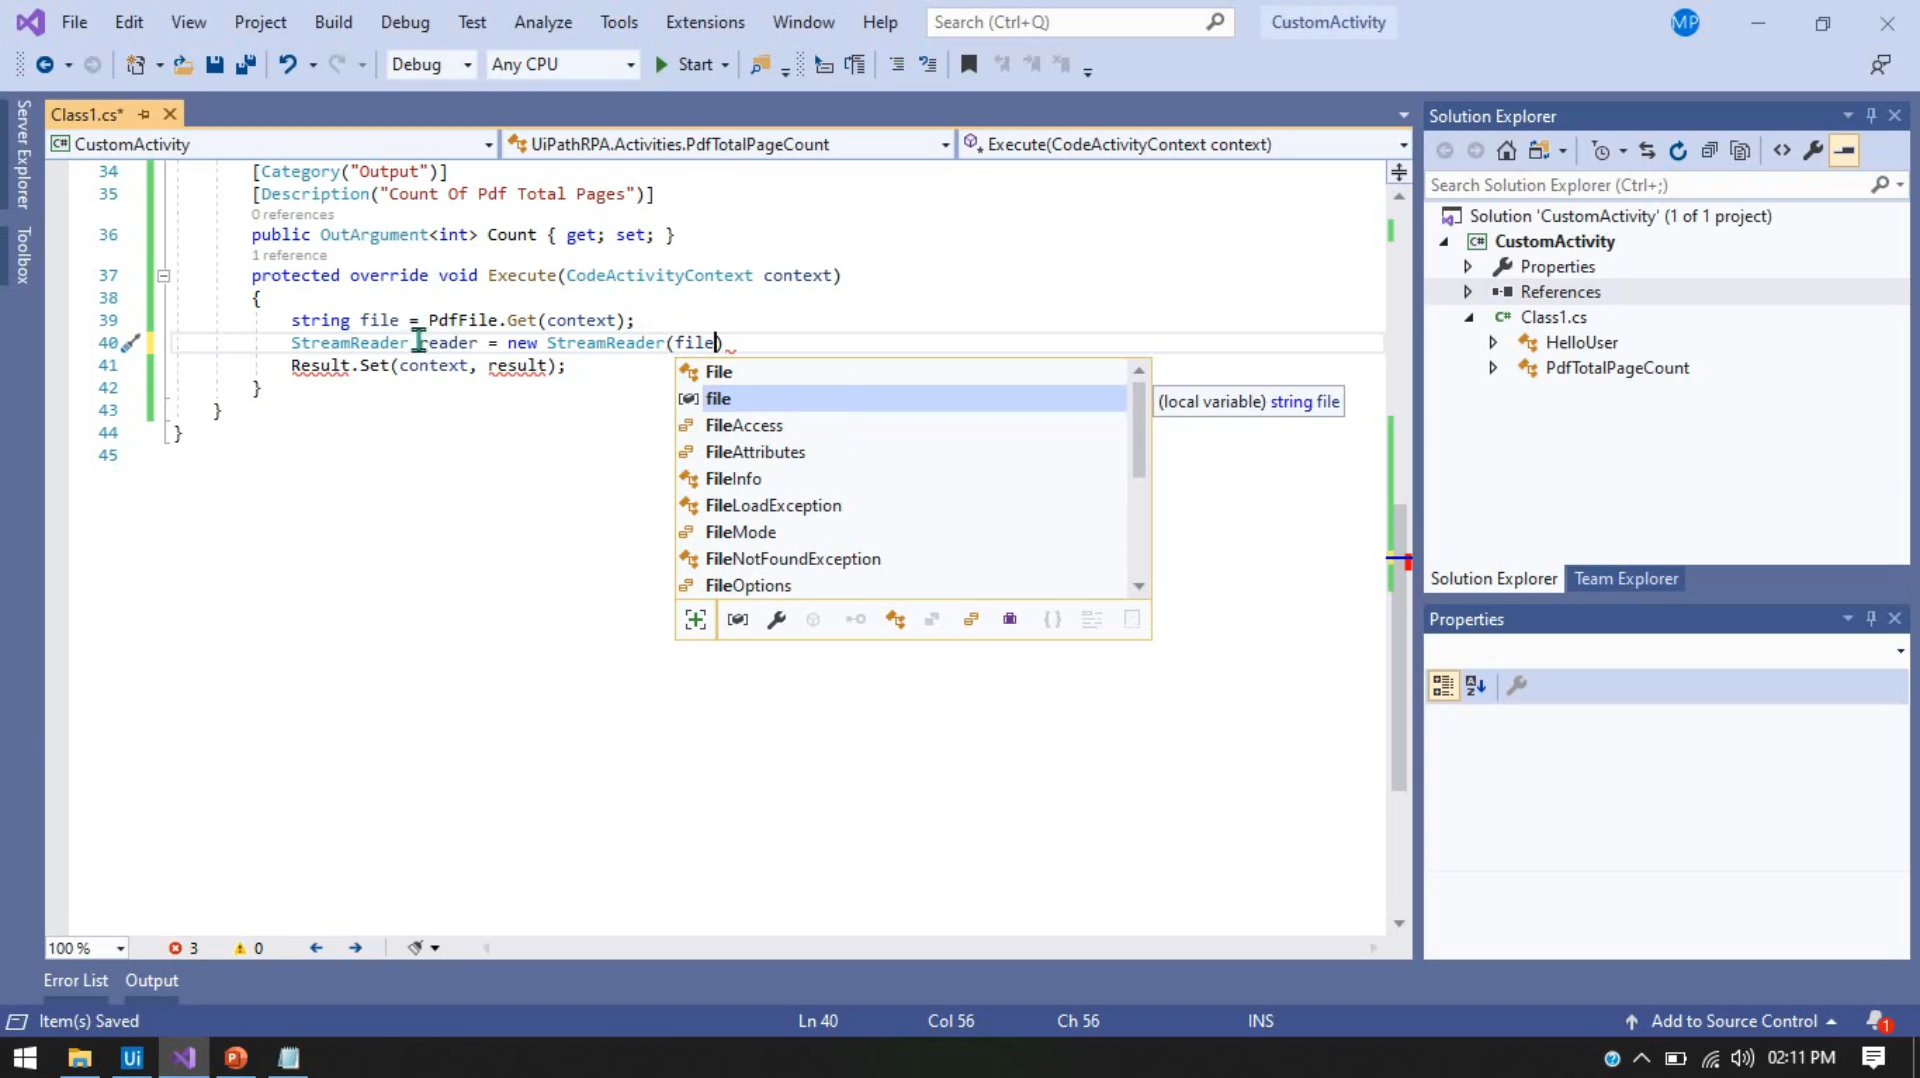 File Edit View Project Build Debug Test Analyze Tools Extensions Window Help Search (Ctrl+Q) CustomActivity MP
Debug Any CPU Start
Server Explorer
Toolbox
Class1.cs*
CustomActivity UiPathRPA.Activities.PdfTotalPageCount Execute(CodeActivityContext context)
34 [Category("Output")]
35 [Description("Count Of Pdf Total Pages")]
0 references
36 public OutArgument<int> Count { get; set; }
1 reference
37 protected override void Execute(CodeActivityContext context)
38 {
39 string file = PdfFile.Get(context);
40 StreamReader reader = new StreamReader(file)
41 Result.Set(context, result);
42 }
43 }
44 }
45
File
file
(local variable) string file
FileAccess
FileAttributes
FileInfo
FileLoadException
FileMode
FileNotFoundException
FileOptions
100 % 3 0
Error List Output
Solution Explorer
Search Solution Explorer (Ctrl+;)
Solution 'CustomActivity' (1 of 1 project)
C# CustomActivity
Properties
References
C# Class1.cs
HelloUser
PdfTotalPageCount
Solution Explorer Team Explorer
Properties
Item(s) Saved Ln 40 Col 56 Ch 56 INS Add to Source Control 1
Ui 02:11 PM